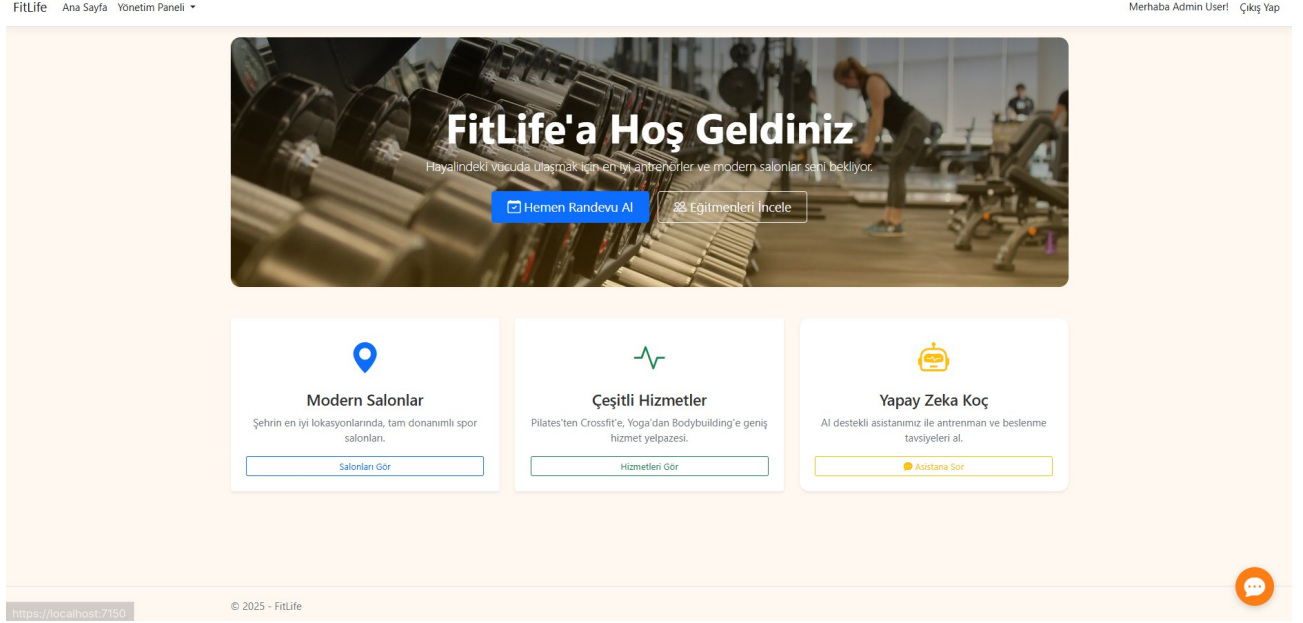 FitLife Ana Sayfa Yönetim Paneli Merhaba Admin User! Çıkış Yap
FitLife'a Hoş Geldiniz
Hayalindeki vücuda ulaşmak için en iyi antrenörler ve modern salonlar seni bekliyor.
Hemen Randevu Al
Eğitmenleri İncele
Modern Salonlar
Şehrin en iyi lokasyonlarında, tam donanımlı spor
salonları.
Salonları Gör
Çeşitli Hizmetler
Pilates'ten Crossfit'e, Yoga'dan Bodybuilding'e geniş
hizmet yelpazesi.
Hizmetleri Gör
Yapay Zeka Koç
AI destekli asistanımız ile antrenman ve beslenme
tavsiyeleri al.
Asistana Sor
© 2025 - FitLife
https://localhost:7150